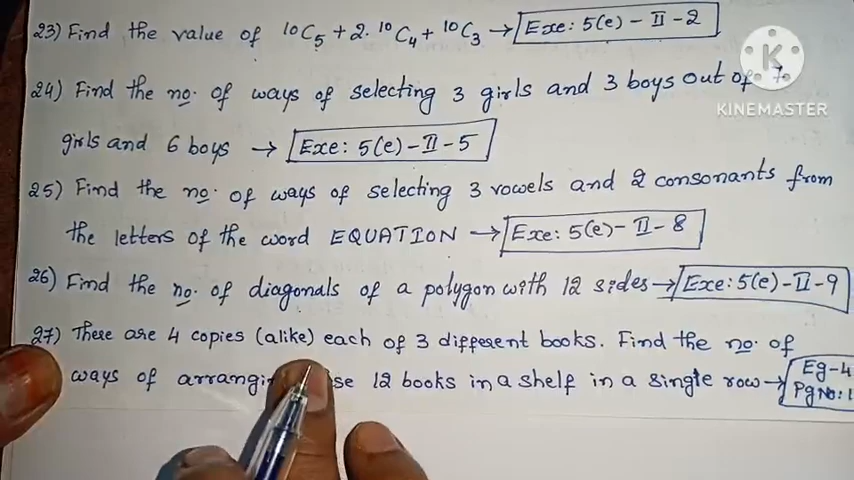 23) Find the value of ¹⁰C₅ + 2. ¹⁰C₄ + ¹⁰C₃ → Exe: 5(e) - II - 2
24) Find the no. of ways of selecting 3 girls and 3 boys out of 7
girls and 6 boys → Exe: 5(e) - II - 5
25) Find the no. of ways of selecting 3 vowels and 2 consonants from
the letters of the word EQUATION → Exe: 5(e) - II - 8
26) Find the no. of diagonals of a polygon with 12 sides → Exe: 5(e) - II - 9
27) There are 4 copies (alike) each of 3 different books. Find the no. of
ways of 12 books in a shelf in a single row → Eg-4
Pg No:
K
KINEMASTER